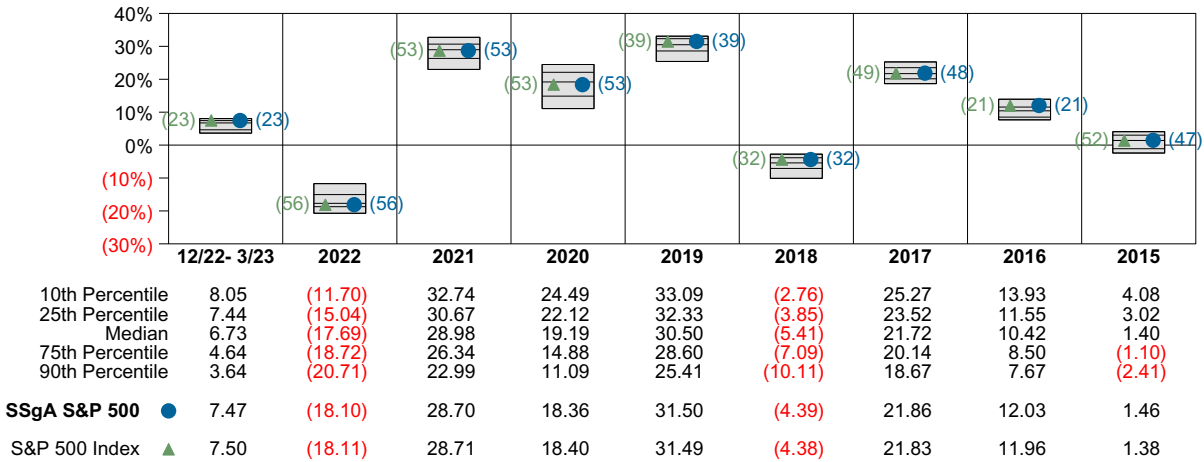 40%
30%
20%
10%
0%
(10%)
(20%)
(30%)
(23) (23)
(56) (56)
(53) (53)
(53) (53)
(39) (39)
(32) (32)
(49) (48)
(21) (21)
(52) (47)
12/22- 3/23 2022 2021 2020 2019 2018 2017 2016 2015
10th Percentile 8.05 (11.70) 32.74 24.49 33.09 (2.76) 25.27 13.93 4.08
25th Percentile 7.44 (15.04) 30.67 22.12 32.33 (3.85) 23.52 11.55 3.02
Median 6.73 (17.69) 28.98 19.19 30.50 (5.41) 21.72 10.42 1.40
75th Percentile 4.64 (18.72) 26.34 14.88 28.60 (7.09) 20.14 8.50 (1.10)
90th Percentile 3.64 (20.71) 22.99 11.09 25.41 (10.11) 18.67 7.67 (2.41)
SSgA S&P 500 7.47 (18.10) 28.70 18.36 31.50 (4.39) 21.86 12.03 1.46
S&P 500 Index 7.50 (18.11) 28.71 18.40 31.49 (4.38) 21.83 11.96 1.38